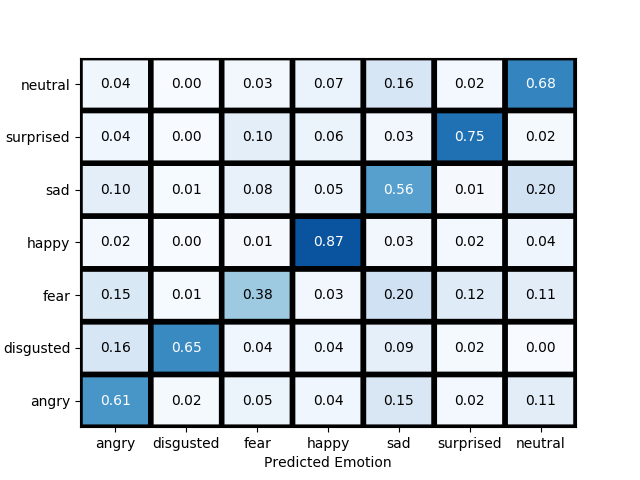 neutral 0.04 0.00 0.03 0.07 0.16 0.02 0.68
surprised 0.04 0.00 0.10 0.06 0.03 0.75 0.02
sad 0.10 0.01 0.08 0.05 0.56 0.01 0.20
happy 0.02 0.00 0.01 0.87 0.03 0.02 0.04
fear 0.15 0.01 0.38 0.03 0.20 0.12 0.11
disgusted 0.16 0.65 0.04 0.04 0.09 0.02 0.00
angry 0.61 0.02 0.05 0.04 0.15 0.02 0.11
angry disgusted fear happy sad surprised neutral
Predicted Emotion